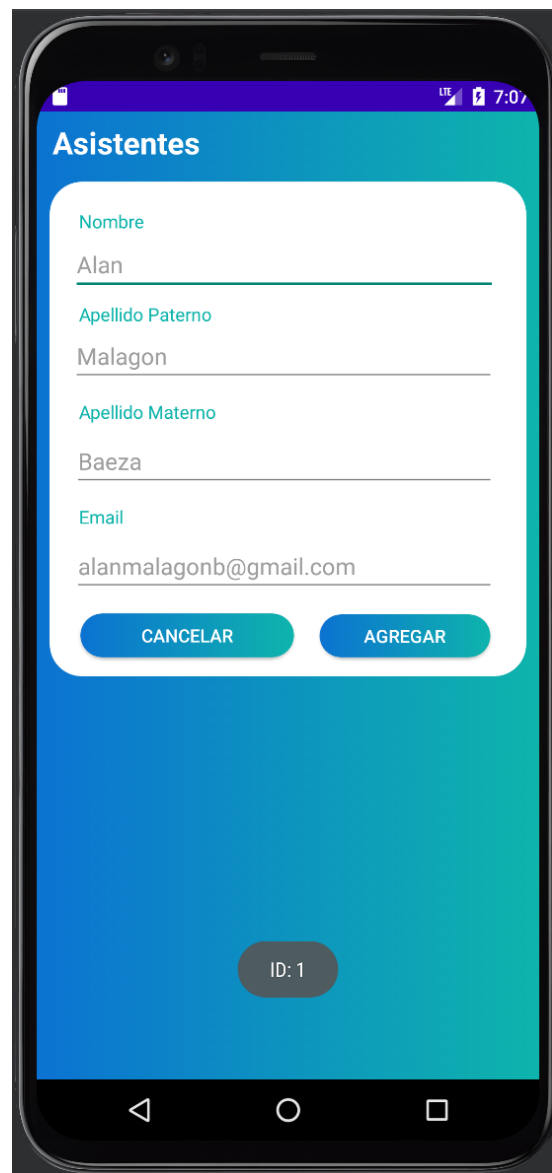 LTE 7:07
Asistentes
Nombre
Alan
Apellido Paterno
Malagon
Apellido Materno
Baeza
Email
alanmalagonb@gmail.com
CANCELAR AGREGAR
ID: 1